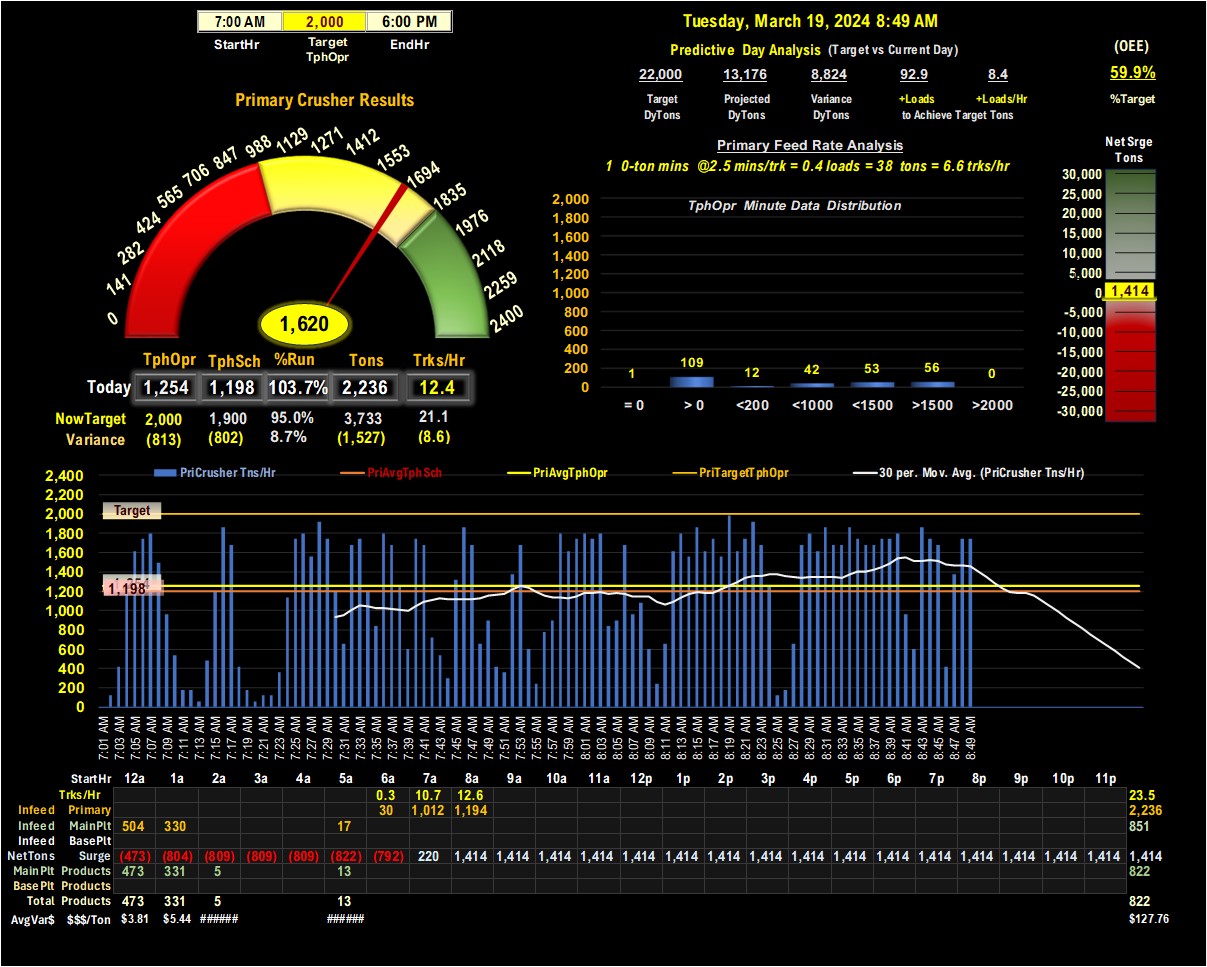 7:00 AM 2,000 6:00 PM
StartHr Target TphOpr EndHr
Tuesday, March 19, 2024 8:49 AM
Predictive Day Analysis (Target vs Current Day)
22,000 13,176 8,824 92.9 8.4
Target DyTons Projected DyTons Variance DyTons +Loads +Loads/Hr
to Achieve Target Tons
(OEE)
59.9%
%Target
Primary Crusher Results
0 141 282 424 565 706 847 988 1129 1271 1412 1553 1694 1835 1976 2118 2259 2400
1,620
TphOpr TphSch %Run Tons Trks/Hr
Today 1,254 1,198 103.7% 2,236 12.4
NowTarget 2,000 1,900 95.0% 3,733 21.1
Variance (813) (802) 8.7% (1,527) (8.6)
Primary Feed Rate Analysis
1 0-ton mins @2.5 mins/trk = 0.4 loads = 38 tons = 6.6 trks/hr
TphOpr Minute Data Distribution
2,000
1,800
1,600
1,400
1,200
1,000
800
600
400
200
0
1 109 12 42 53 56 0
= 0 > 0 <200 <1000 <1500 >1500 >2000
Net Srge
Tons
30,000
25,000
20,000
15,000
10,000
5,000
0 1,414
-5,000
-10,000
-15,000
-20,000
-25,000
-30,000
PriCrusher Tns/Hr PriAvgTphSch PriAvgTphOpr PriTargetTphOpr 30 per. Mov. Avg. (PriCrusher Tns/Hr)
2,400
2,200
2,000
1,800
1,600
1,400
1,200
1,000
800
600
400
200
0
Target
1,198
7:01 AM 7:03 AM 7:05 AM 7:07 AM 7:09 AM 7:11 AM 7:13 AM 7:15 AM 7:17 AM 7:19 AM 7:21 AM 7:23 AM 7:25 AM 7:27 AM 7:29 AM 7:31 AM 7:33 AM 7:35 AM 7:37 AM 7:39 AM 7:41 AM 7:43 AM 7:45 AM 7:47 AM 7:49 AM 7:51 AM 7:53 AM 7:55 AM 7:57 AM 7:59 AM 8:01 AM 8:03 AM 8:05 AM 8:07 AM 8:09 AM 8:11 AM 8:13 AM 8:15 AM 8:17 AM 8:19 AM 8:21 AM 8:23 AM 8:25 AM 8:27 AM 8:29 AM 8:31 AM 8:33 AM 8:35 AM 8:37 AM 8:39 AM 8:41 AM 8:43 AM 8:45 AM 8:47 AM 8:49 AM
StartHr 12a 1a 2a 3a 4a 5a 6a 7a 8a 9a 10a 11a 12p 1p 2p 3p 4p 5p 6p 7p 8p 9p 10p 11p
Trks/Hr 0.3 10.7 12.6 23.5
Infeed Primary 30 1,012 1,194 2,236
Infeed MainPlt 504 330 17 851
Infeed BasePlt
NetTons Surge (473) (804) (809) (809) (809) (822) (792) 220 1,414 1,414 1,414 1,414 1,414 1,414 1,414 1,414 1,414 1,414 1,414 1,414 1,414 1,414 1,414 1,414 1,414
MainPlt Products 473 331 5 13 822
BasePlt Products
Total Products 473 331 5 13 822
AvgVar$ $$$/Ton $3.81 $5.44 ###### ###### $127.76